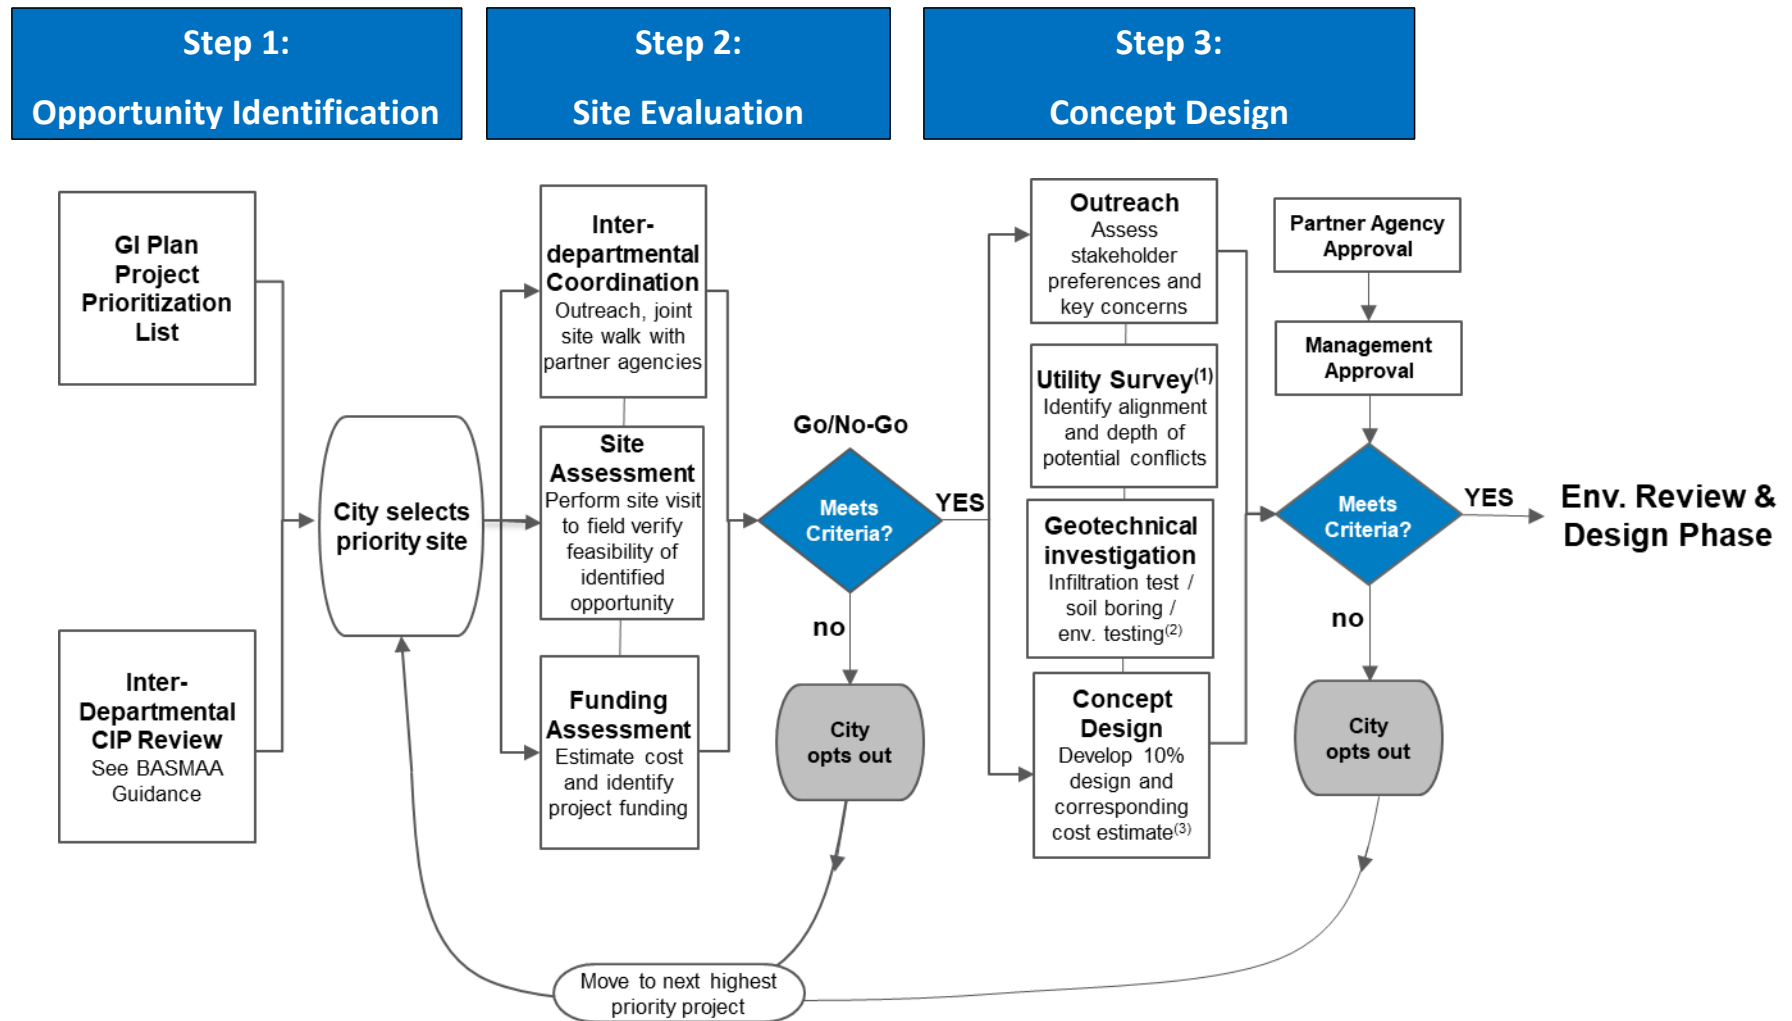 Step 1:
Opportunity Identification
Step 2:
Site Evaluation
Step 3:
Concept Design
GI Plan
Project
Prioritization
List
Inter-
Departmental
CIP Review
See BASMAA
Guidance
City selects
priority site
Inter-
departmental
Coordination
Outreach, joint
site walk with
partner agencies
Site
Assessment
Perform site visit
to field verify
feasibility of
identified
opportunity
Funding
Assessment
Estimate cost
and identify
project funding
Go/No-Go
Meets
Criteria?
YES
no
City
opts out
Outreach
Assess
stakeholder
preferences and
key concerns
Utility Survey(1)
Identify alignment
and depth of
potential conflicts
Geotechnical
investigation
Infiltration test /
soil boring /
env. testing(2)
Concept
Design
Develop 10%
design and
corresponding
cost estimate(3)
Partner Agency
Approval
Management
Approval
Meets
Criteria?
YES
no
City
opts out
Env. Review &
Design Phase
Move to next highest
priority project